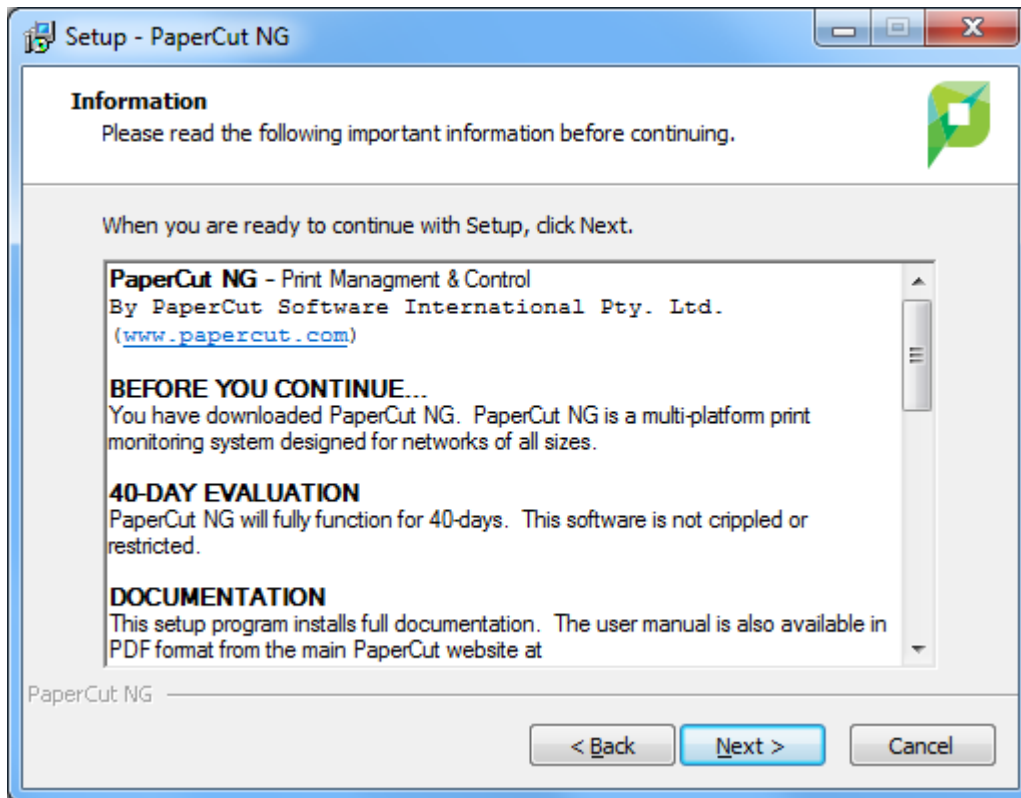 Setup - PaperCut NG
Information
Please read the following important information before continuing.
When you are ready to continue with Setup, click Next.
PaperCut NG - Print Managment & Control
By PaperCut Software International Pty. Ltd.
(www.papercut.com)
BEFORE YOU CONTINUE...
You have downloaded PaperCut NG.  PaperCut NG is a multi-platform print
monitoring system designed for networks of all sizes.
40-DAY EVALUATION
PaperCut NG will fully function for 40-days.  This software is not crippled or
restricted.
DOCUMENTATION
This setup program installs full documentation.  The user manual is also available in
PDF format from the main PaperCut website at
PaperCut NG
< Back
Next >
Cancel